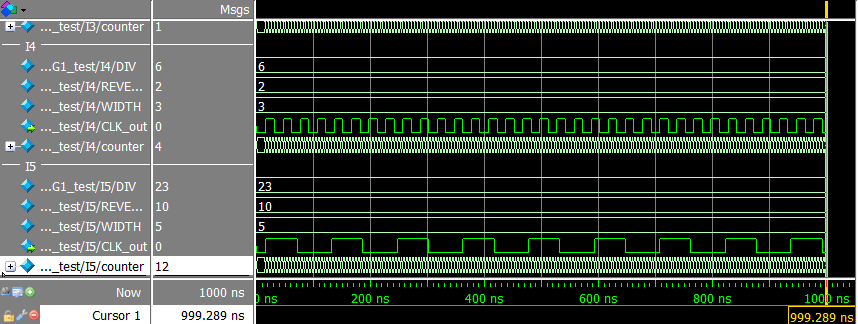 Msgs
..._test/I3/counter 1
I4
...G1_test/I4/DIV 6 6
..._test/I4/REVE... 2 2
..._test/I4/WIDTH 3 3
..._test/I4/CLK_out 0
..._test/I4/counter 4
I5
...G1_test/I5/DIV 23 23
..._test/I5/REVE... 10 10
..._test/I5/WIDTH 5 5
..._test/I5/CLK_out 0
..._test/I5/counter 12
Now 1000 ns ns 200 ns 400 ns 600 ns 800 ns 1000 ns
Cursor 1 999.289 ns 999.289 ns